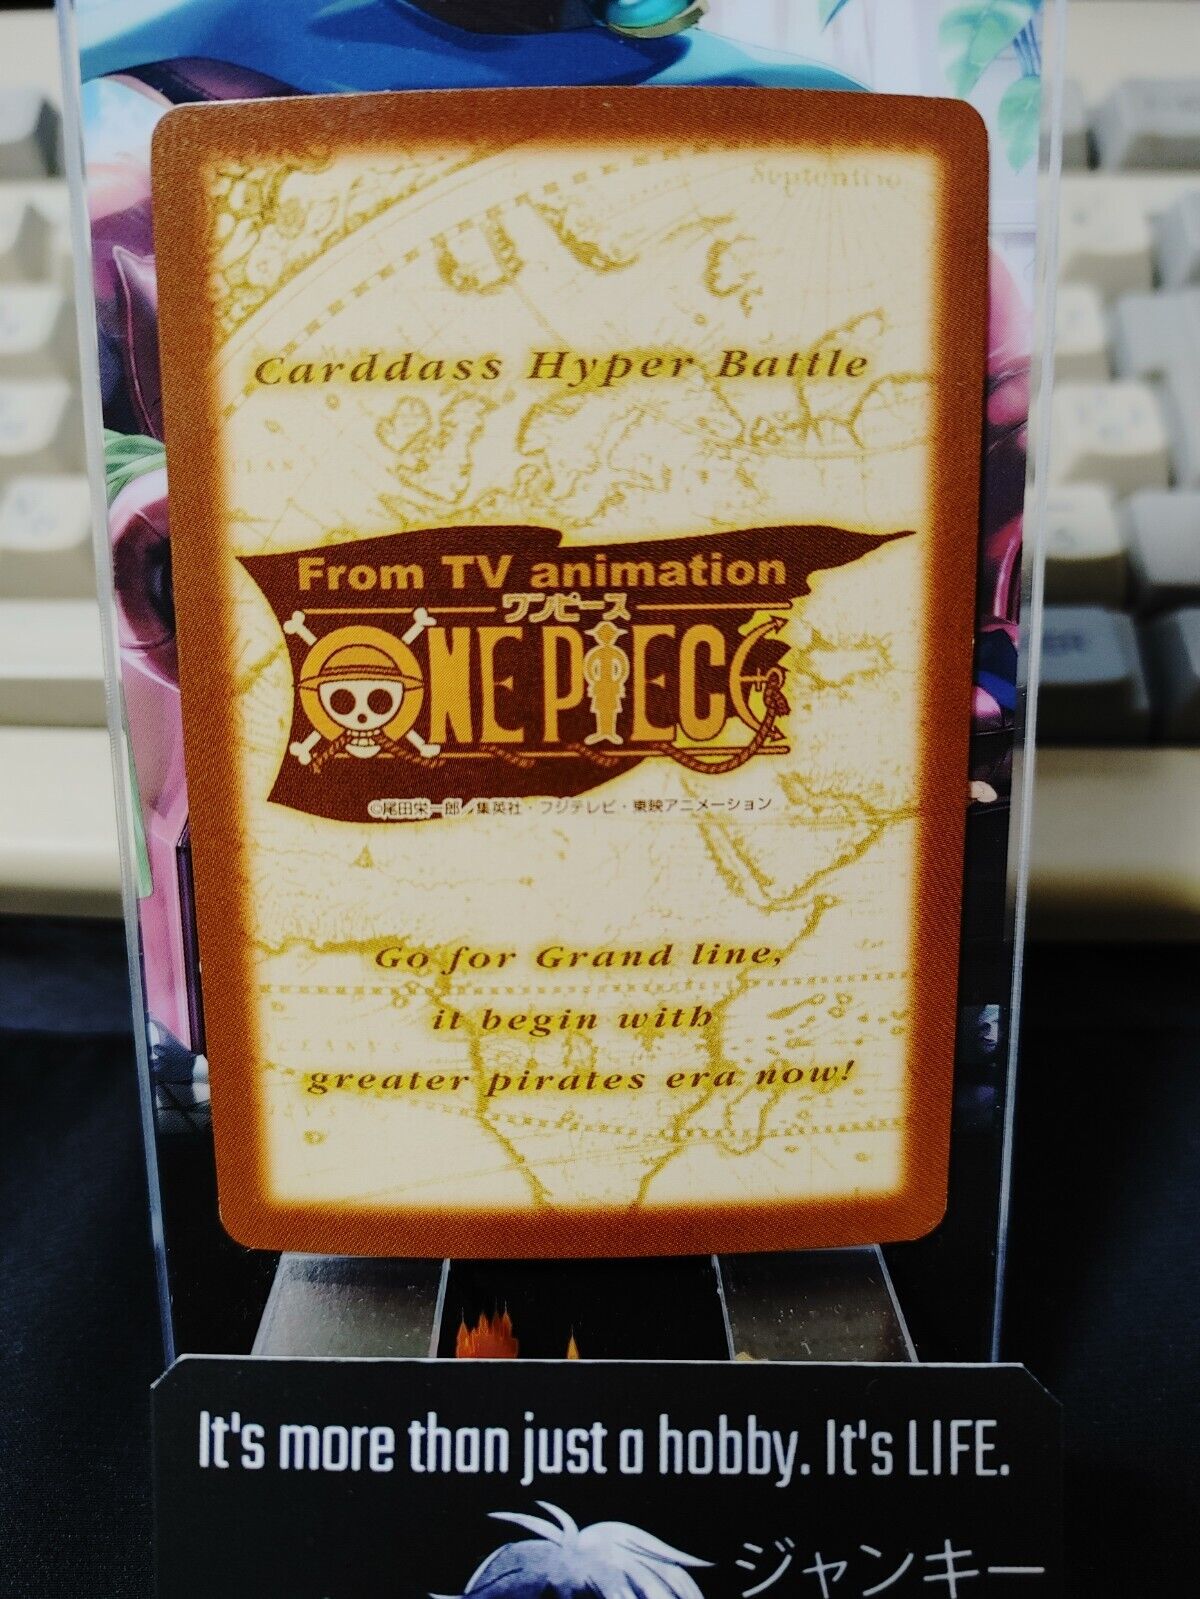 Septentrio
Carddass Hyper Battle
From TV animation
ワンピース
ONE PIECE
©尾田栄一郎／集英社・フジテレビ・東映アニメーション
Go for Grand line,
it begin with
greater pirates era now!
It's more than just a hobby. It's LIFE.
ジャンキー